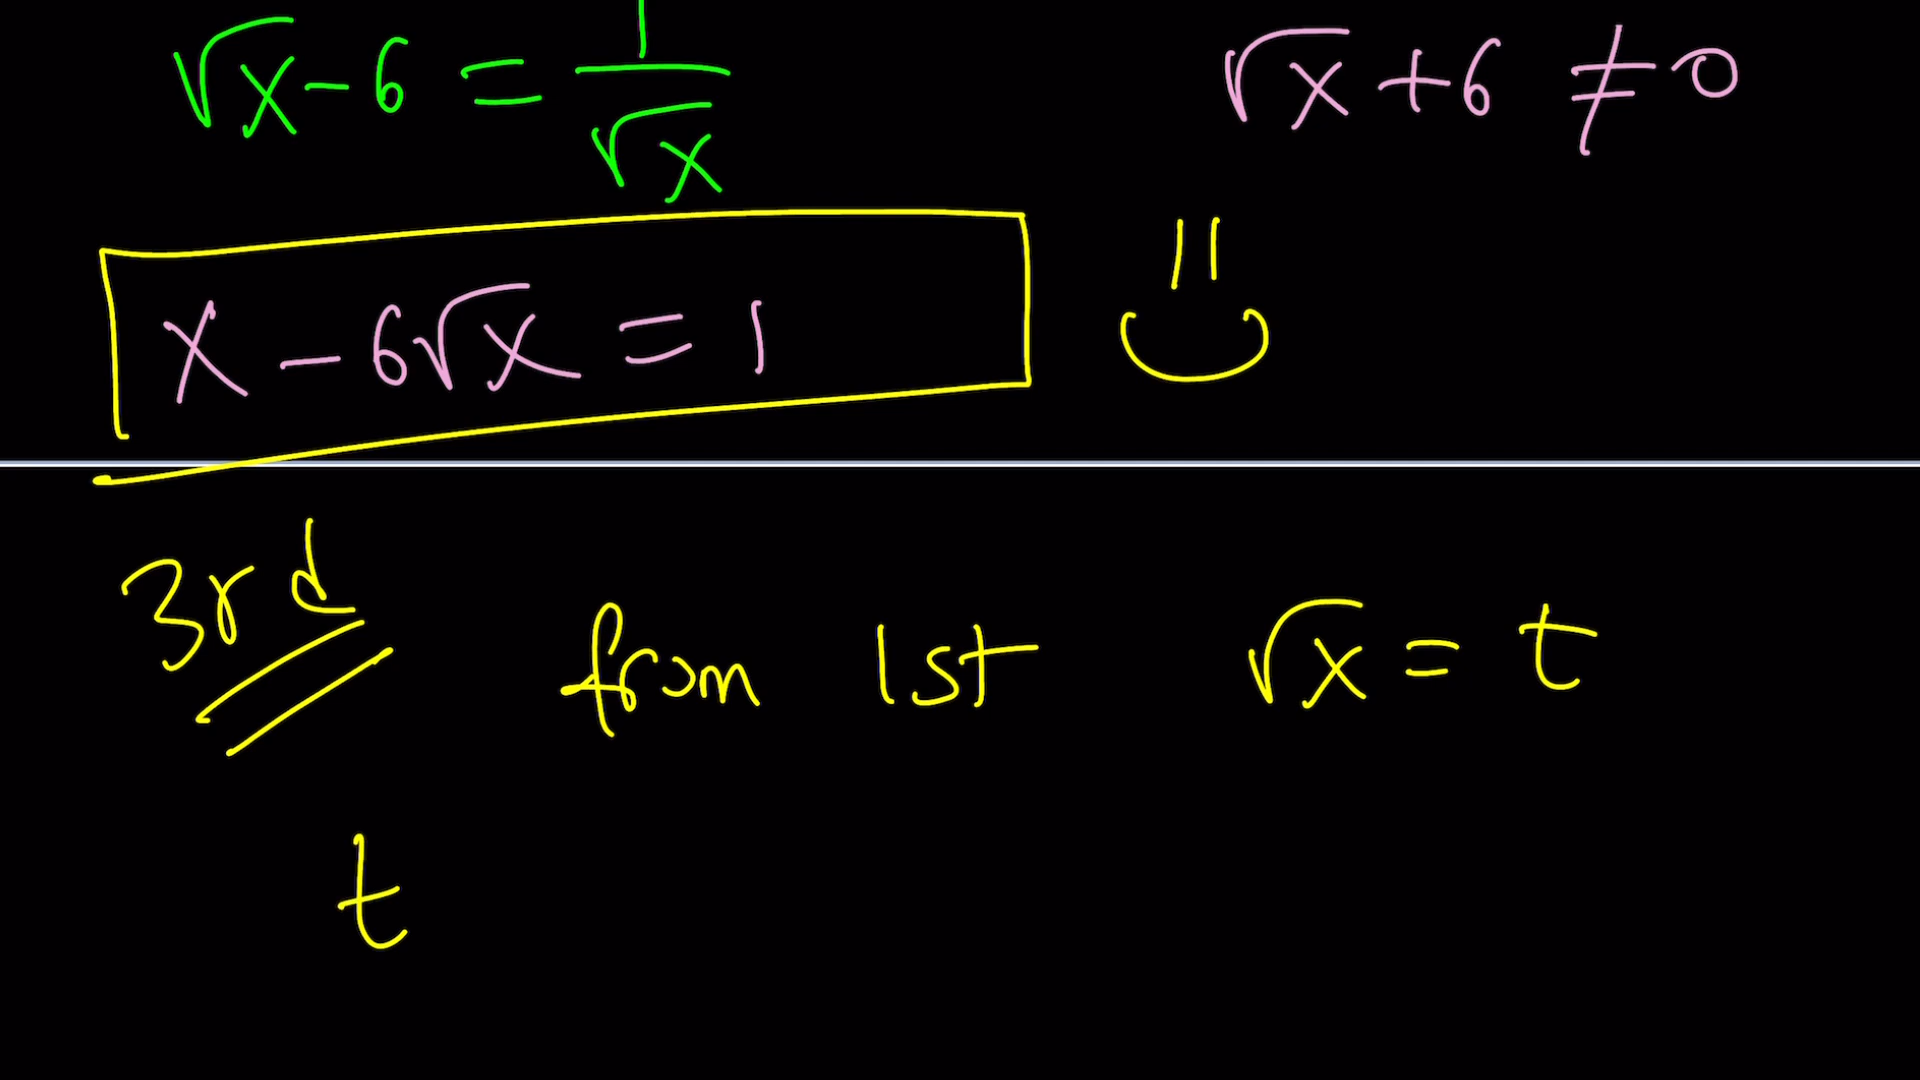 √x - 6 = 1/√x
√x + 6 ≠ 0
x - 6√x = 1
3rd from 1st √x = t
t